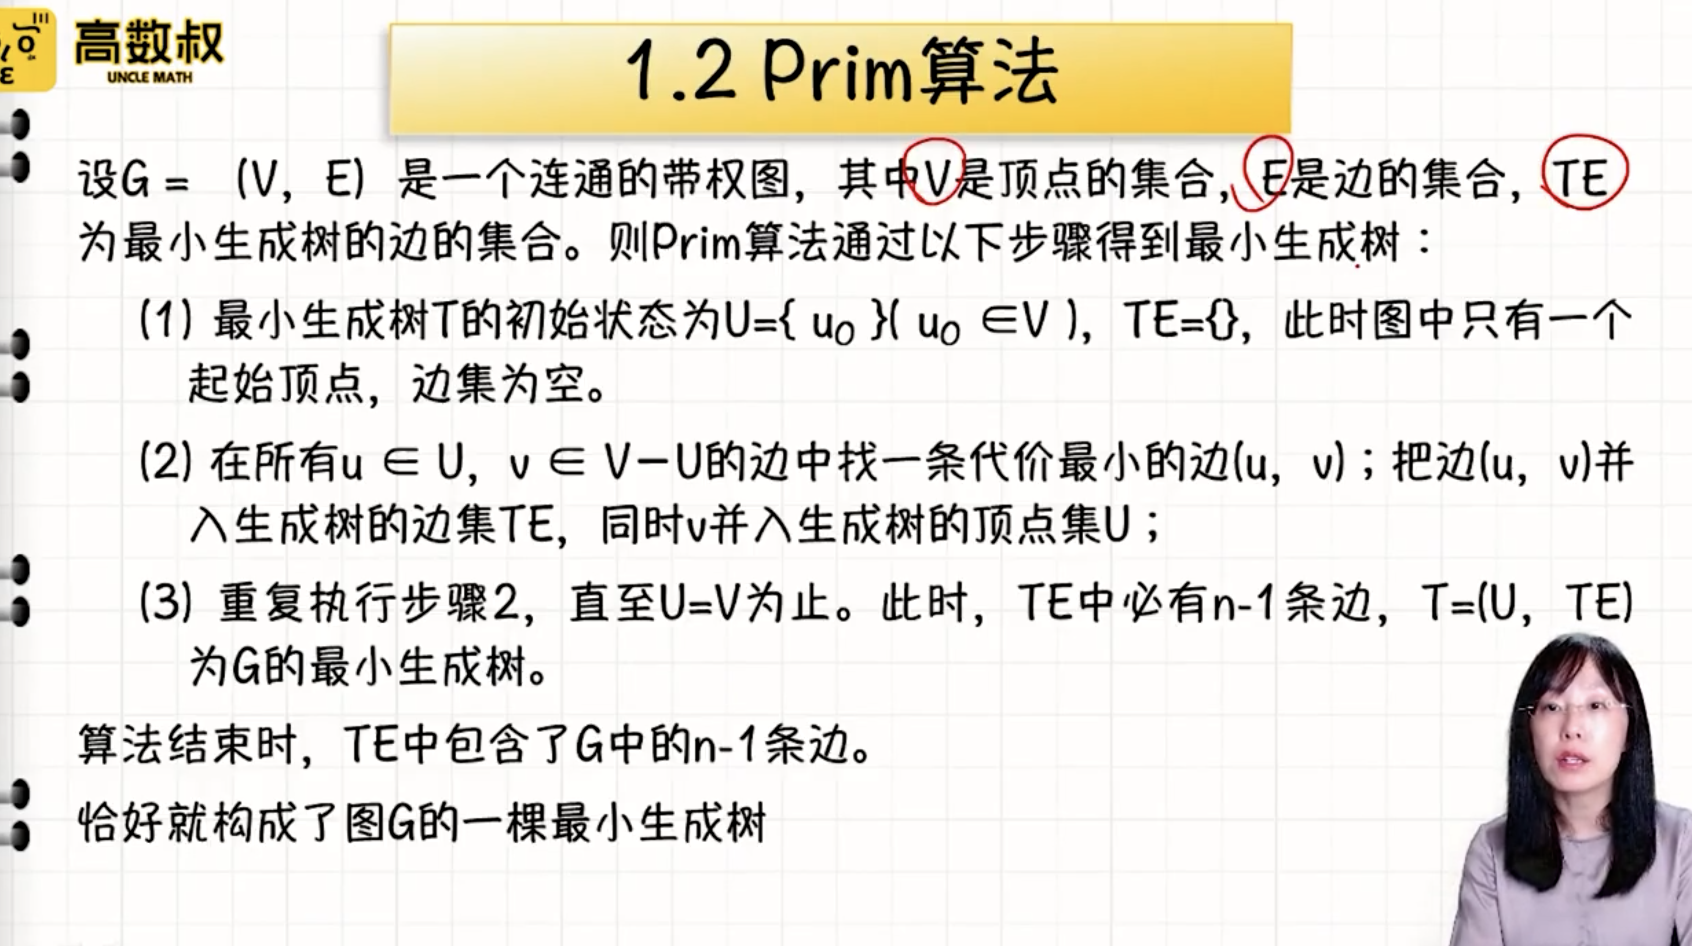 高数叔
UNCLE MATH
1.2 Prim算法
设G = （V，E）是一个连通的带权图，其中V是顶点的集合，E是边的集合，TE
为最小生成树的边的集合。则Prim算法通过以下步骤得到最小生成树：
(1) 最小生成树T的初始状态为U={ u₀ }( u₀ ∈V )，TE={}，此时图中只有一个
起始顶点，边集为空。
(2) 在所有u ∈ U，v ∈ V−U的边中找一条代价最小的边(u，v)；把边(u，v)并
入生成树的边集TE，同时v并入生成树的顶点集U；
(3) 重复执行步骤2，直至U=V为止。此时，TE中必有n-1条边，T=(U，TE)
为G的最小生成树。
算法结束时，TE中包含了G中的n-1条边。
恰好就构成了图G的一棵最小生成树